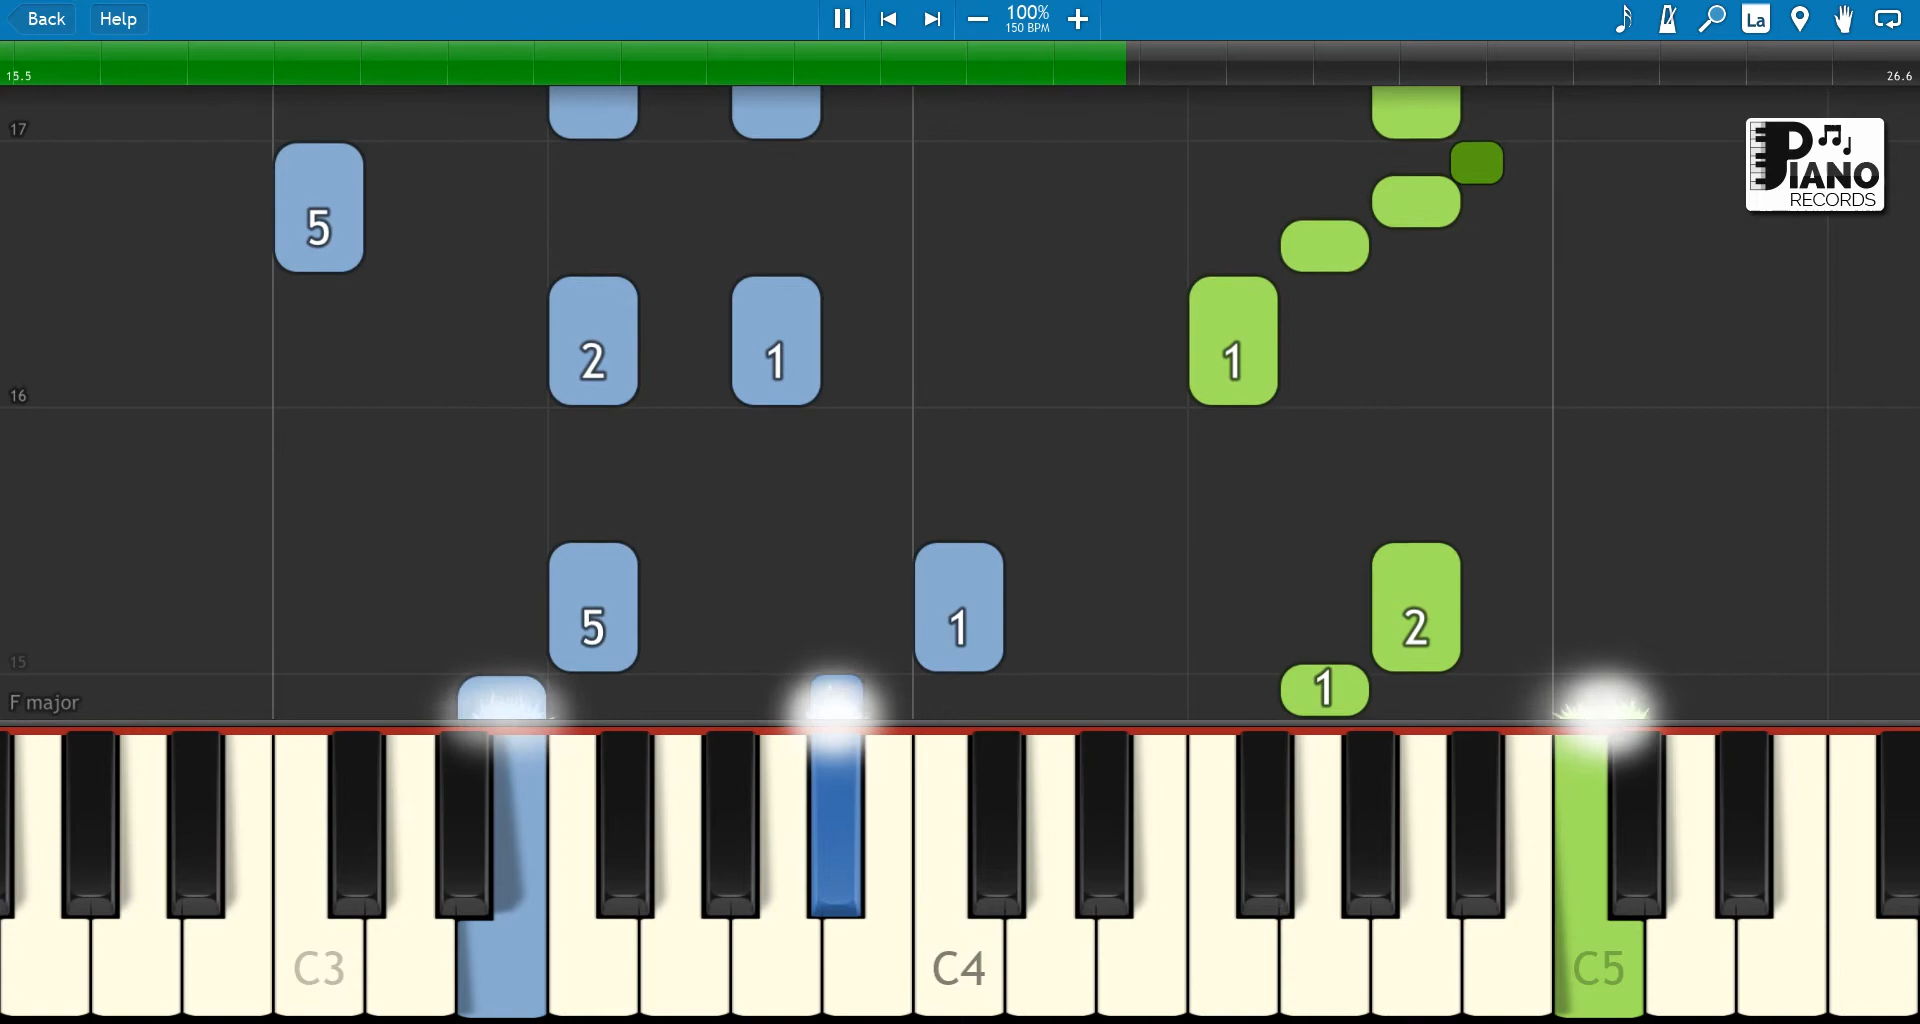 Back
Help
100%
150 BPM
La
15.5
26.6
17
PIANO
RECORDS
5
2
1
1
16
5
1
2
15
1
F major
C3
C4
C5